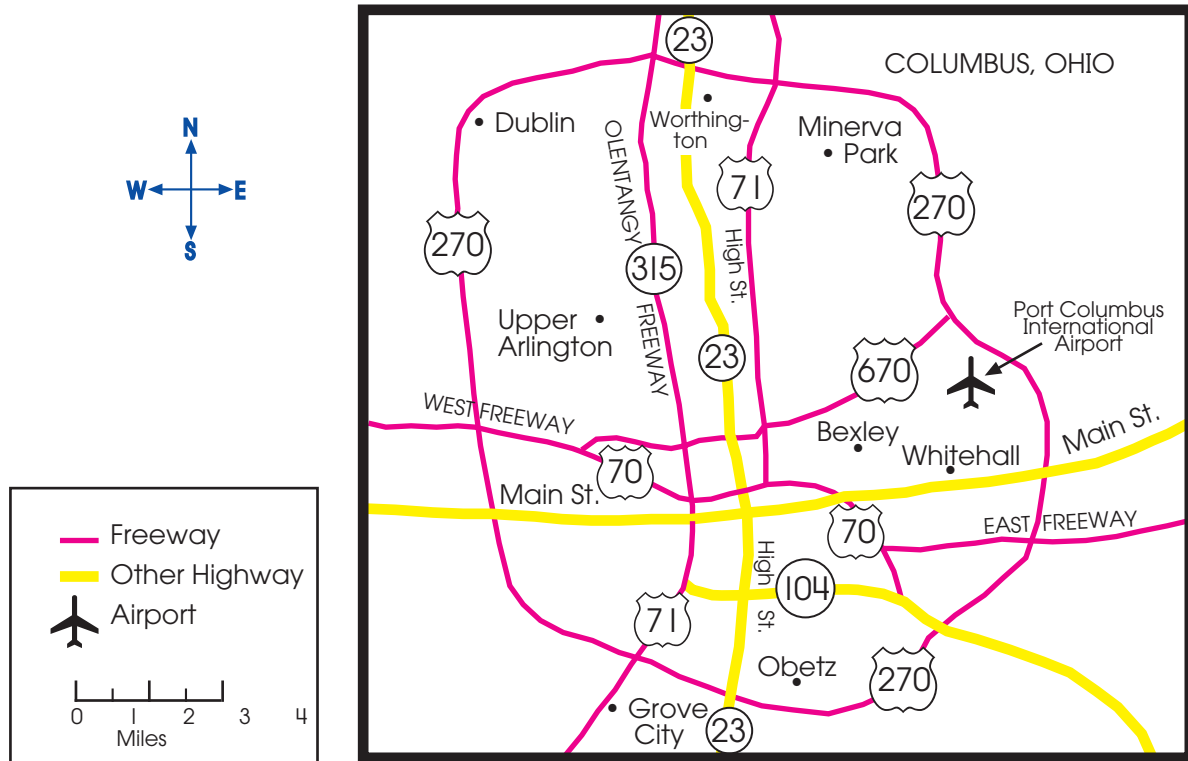 COLUMBUS, OHIO
23
Dublin
Worthing-
ton
Minerva
Park
N
W E
S
OLENTANGY
FREEWAY
71
270
270
High St.
315
Port Columbus
International
Airport
Upper
Arlington
23
670
WEST FREEWAY
Bexley
Whitehall
Main St.
70
Main St.
70
EAST FREEWAY
High St.
104
71
Obetz
270
Grove
City
23
Freeway
Other Highway
Airport
0 1 2 3 4
Miles